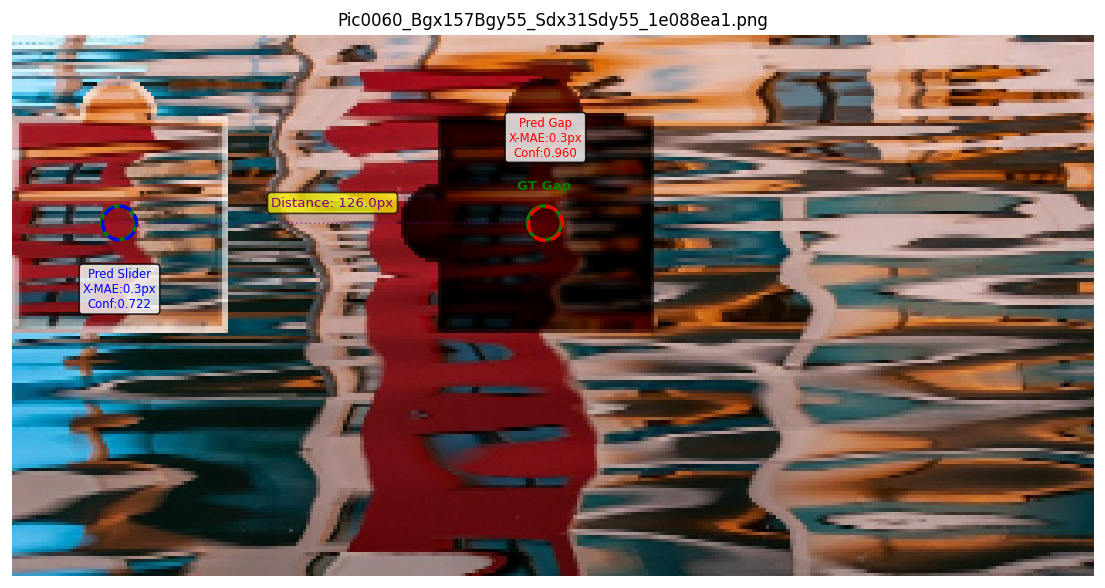 Pic0060_Bgx157Bgy55_Sdx31Sdy55_1e088ea1.png
Pred Gap
X-MAE:0.3px
Conf:0.960
GT Gap
Distance: 126.0px
Pred Slider
X-MAE:0.3px
Conf:0.722